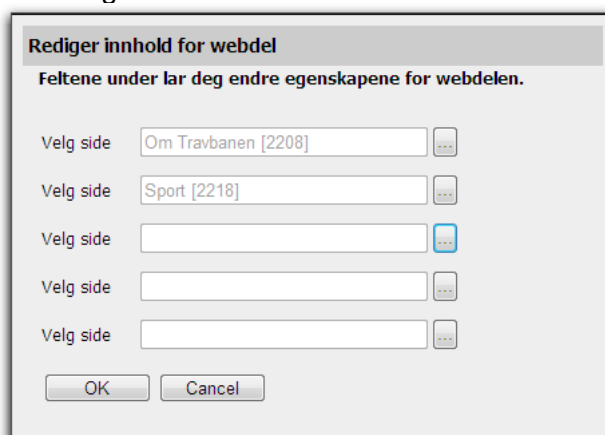 Rediger innhold for webdel
Feltene under lar deg endre egenskapene for webdelen.
Velg side Om Travbanen [2208] ...
Velg side Sport [2218] ...
Velg side ...
Velg side ...
Velg side ...
OK Cancel